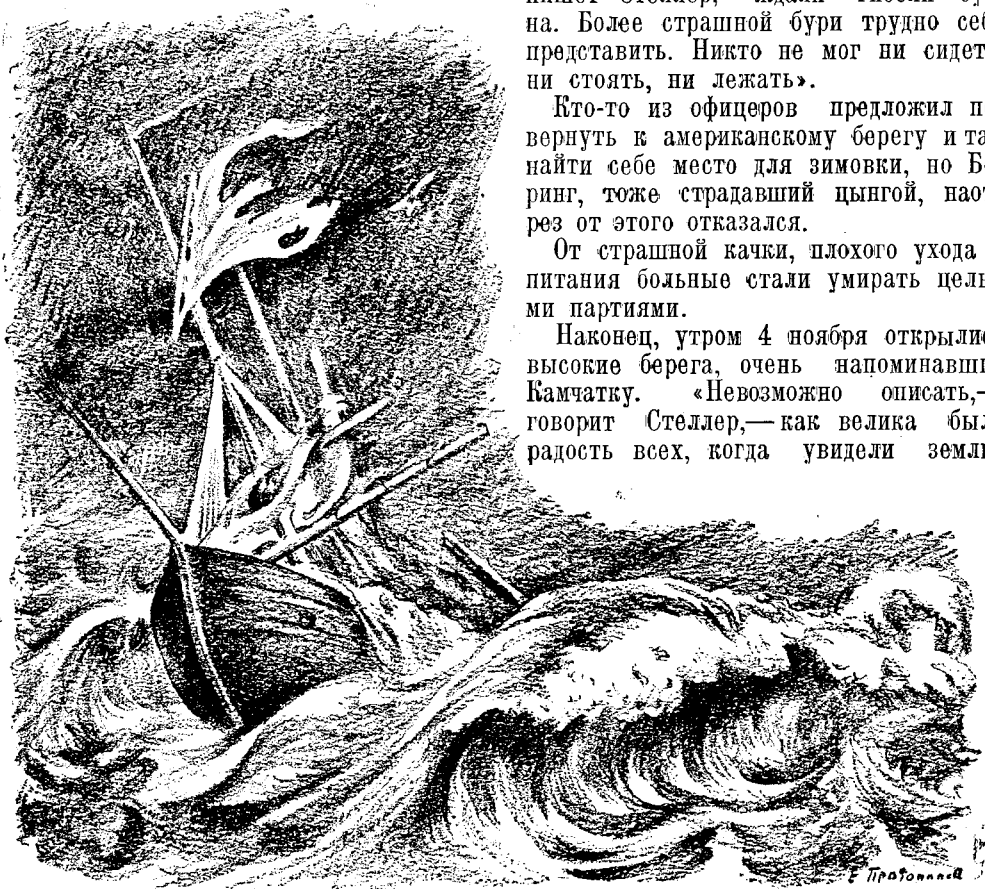 на. Более страшной бури трудно себ
представить. Никто не мог ни сидет
ни стоять, ни лежать».
Кто-то из офицеров предложил п
вернуть к американскому берегу и та
найти себе место для зимовки, но Б
ринг, тоже страдавший цынгой, нао
рез от этого отказался.
От страшной качки, плохого ухода
питания больные стали умирать целы
ми партиями.
Наконец, утром 4 ноября открылис
высокие берега, очень напоминавши
Камчатку. «Невозможно описать,—
говорит Стеллер,— как велика был
радость всех, когда увидели земл